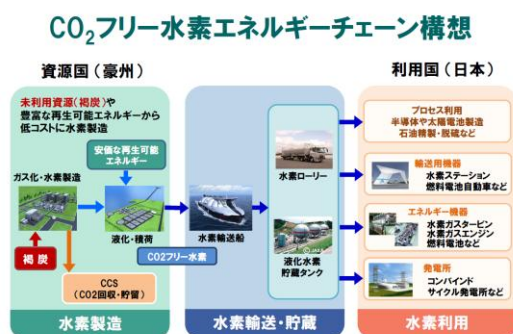 CO₂フリー水素エネルギーチェーン構想
資源国（豪州）
未利用資源（褐炭）や
豊富な再生可能エネルギーから
低コストに水素製造
安価な再生可能
エネルギー
ガス化・水素製造
液化・積荷
褐炭
CO2フリー水素
CCS
（CO2回収・貯留）
水素製造
水素輸送船
水素ローリー
液化水素
貯蔵タンク
水素輸送・貯蔵
利用国（日本）
プロセス利用
半導体や太陽電池製造
石油精製・脱硫など
輸送用機器
水素ステーション
燃料電池自動車など
エネルギー機器
水素ガスタービン
水素ガスエンジン
燃料電池など
発電所
コンバインド
サイクル発電所など
水素利用